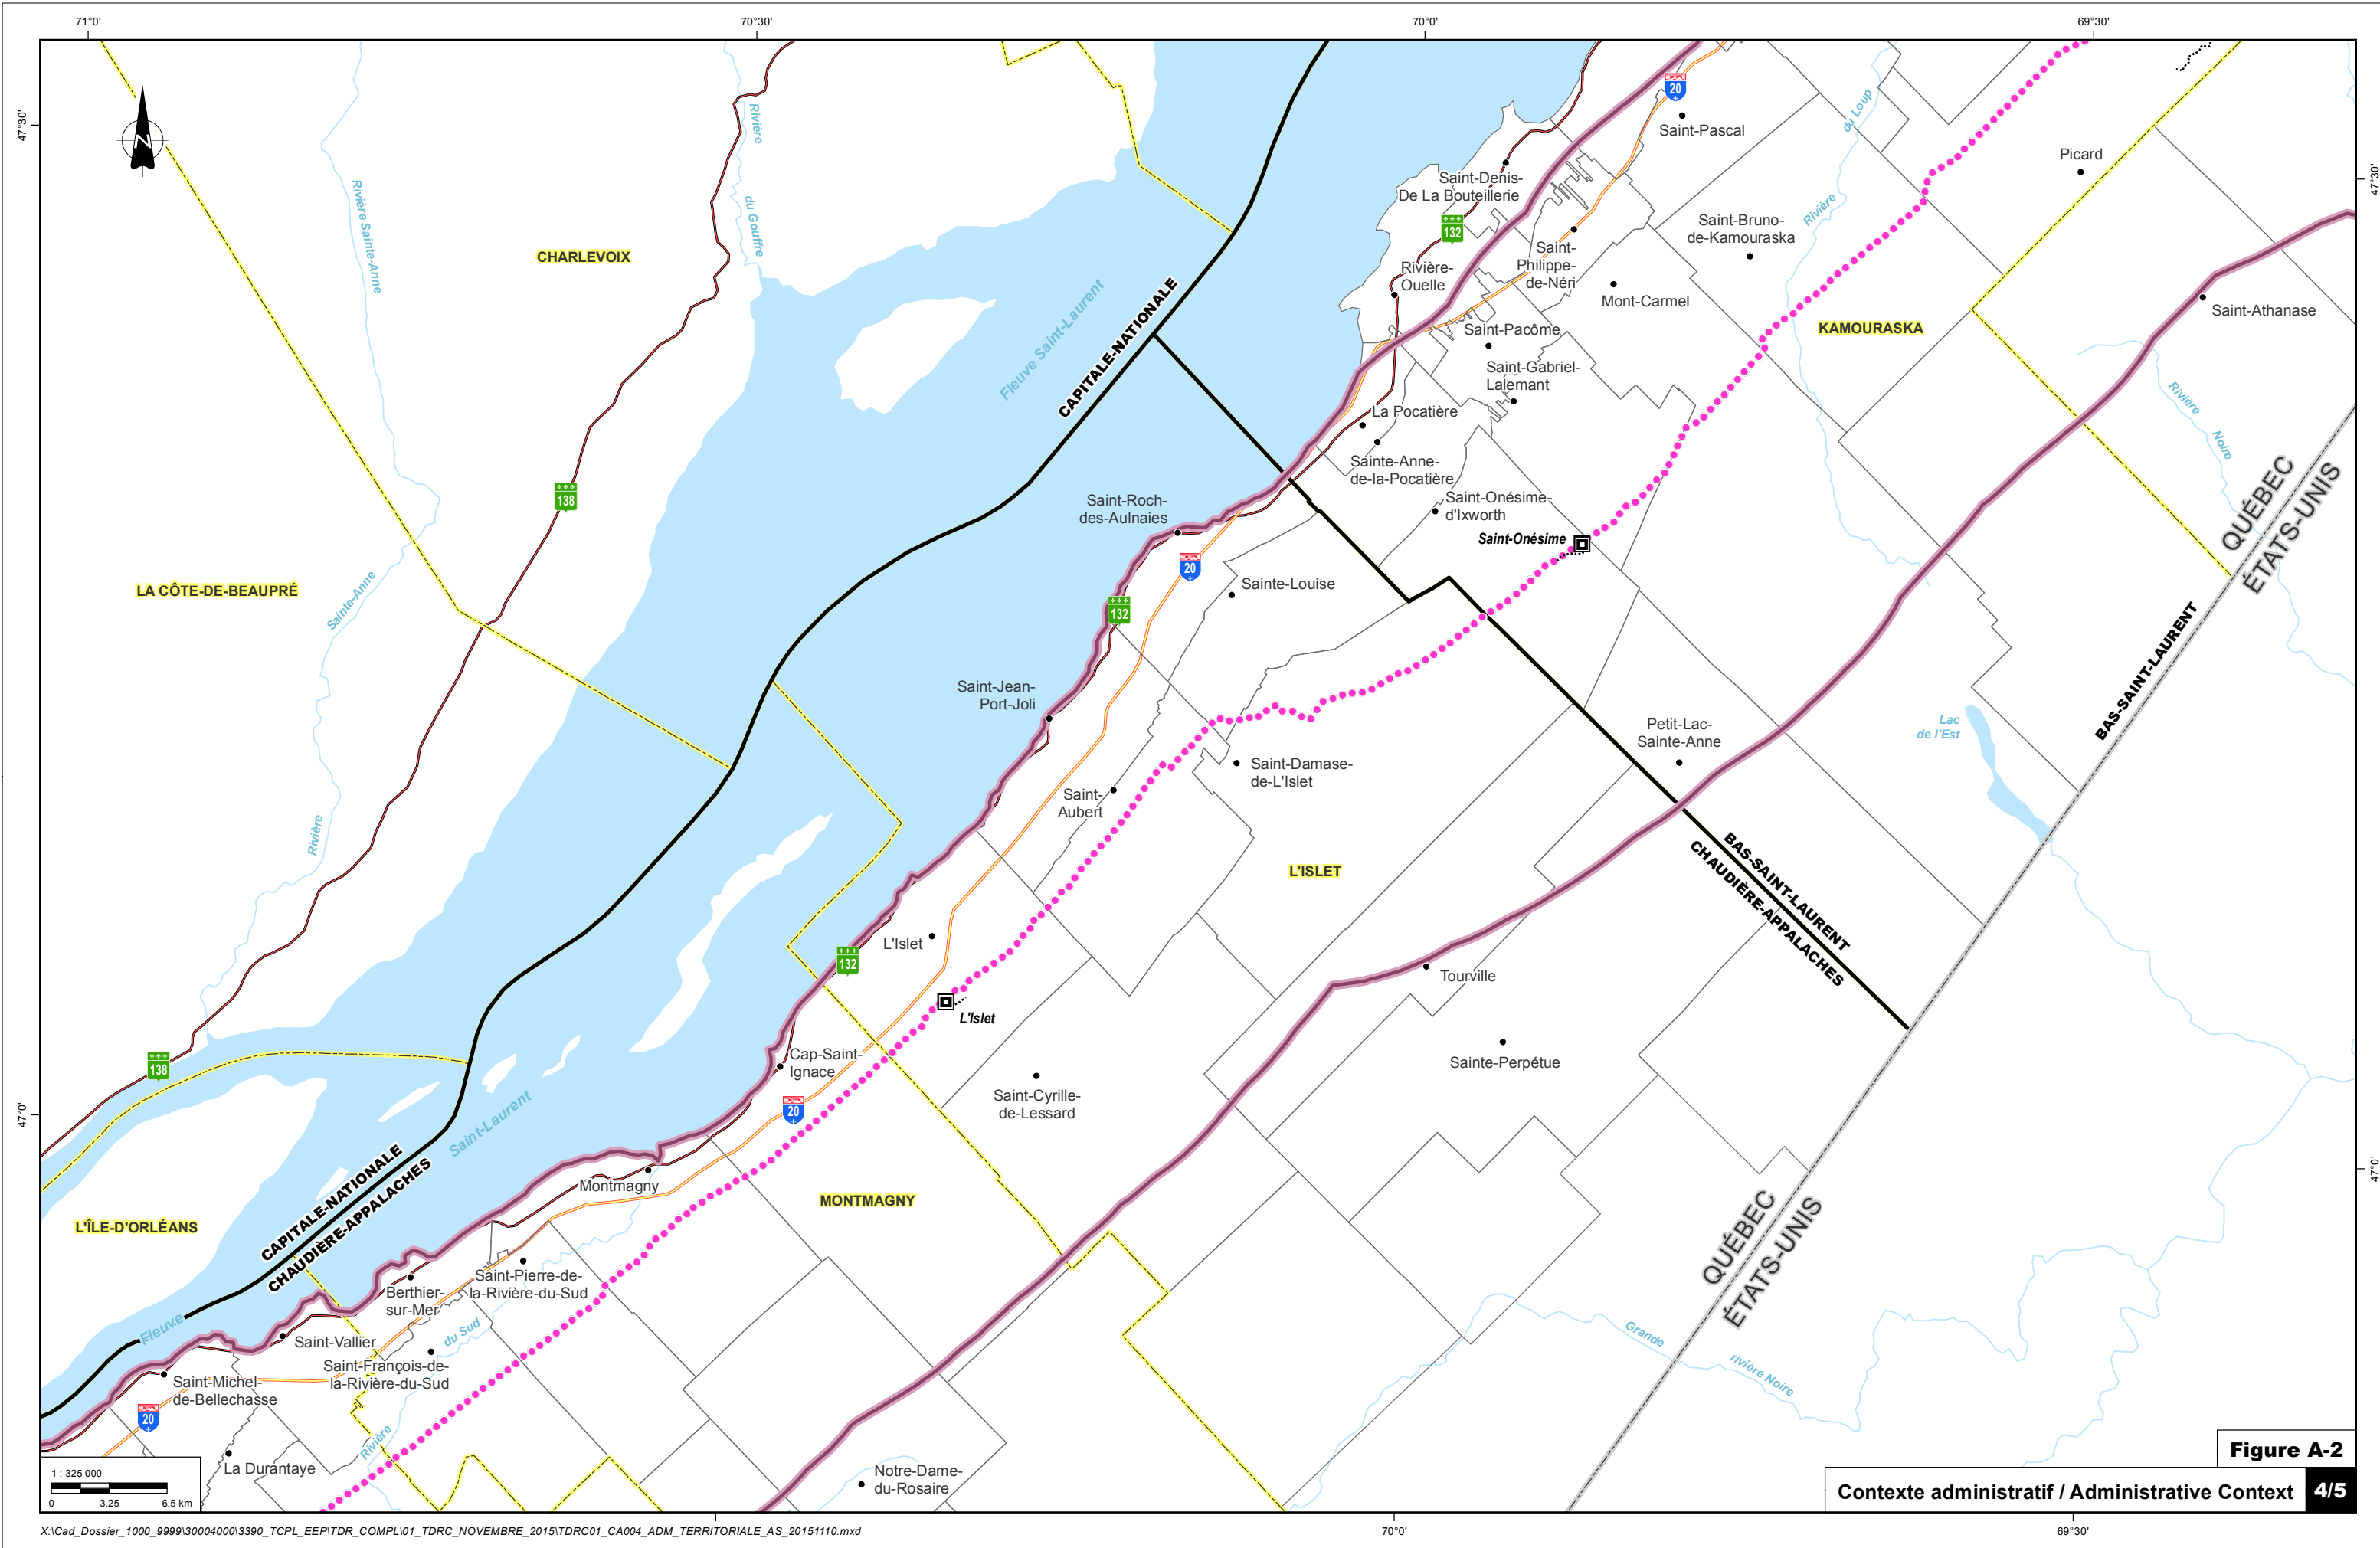 71°0'
70°30'
70°0'
69°30'
47°30'
47°30'
N
Rivière
du Gouffre
Rivière Sainte-Anne
CHARLEVOIX
20
Saint-Pascal
du Loup
Rivière
Picard
Saint-Denis-
De La Bouteillerie
132
Saint-Bruno-
de-Kamouraska
Saint-
Philippe-
de-Néri
Rivière-
Ouelle
Mont-Carmel
KAMOURASKA
Saint-Athanase
Fleuve Saint-Laurent
CAPITALE-NATIONALE
Saint-Pacôme
Saint-Gabriel-
Lalemant
La Pocatière
Rivière
Noire
Sainte-Anne-
de-la-Pocatière
QUÉBEC
ÉTATS-UNIS
138
Saint-Roch-
des-Aulnaies
Saint-Onésime-
d'Ixworth
Saint-Onésime
20
Sainte-Louise
LA CÔTE-DE-BEAUPRÉ
Sainte-Anne
132
BAS-SAINT-LAURENT
Saint-Jean-
Port-Joli
Petit-Lac-
Sainte-Anne
Lac
de l'Est
Saint-Damase-
de-L'Islet
Saint-
Aubert
Rivière
L'ISLET
BAS-SAINT-LAURENT
CHAUDIÈRE-APPALACHES
L'Islet
132
Tourville
L'Islet
Cap-Saint-
Ignace
138
Sainte-Perpétue
Saint-Cyrille-
de-Lessard
20
47°0'
47°0'
Saint-Laurent
CAPITALE-NATIONALE
CHAUDIÈRE-APPALACHES
Montmagny
MONTMAGNY
L'ÎLE-D'ORLÉANS
QUÉBEC
ÉTATS-UNIS
Saint-Pierre-de-
la-Rivière-du-Sud
Berthier-
sur-Mer
Fleuve
du Sud
Saint-Vallier
Saint-François-de-
la-Rivière-du-Sud
Grande
rivière Noire
Saint-Michel-
de-Bellechasse
20
Rivière
La Durantaye
Notre-Dame-
du-Rosaire
1 : 325 000
0 3.25 6.5 km
Figure A-2
Contexte administratif / Administrative Context 4/5
X:\Cad_Dossier_1000_9999\30004000\3390_TCPL_EEP\TDR_COMPL\01_TDRC_NOVEMBRE_2015\TDRC01_CA004_ADM_TERRITORIALE_AS_20151110.mxd
70°0'
69°30'